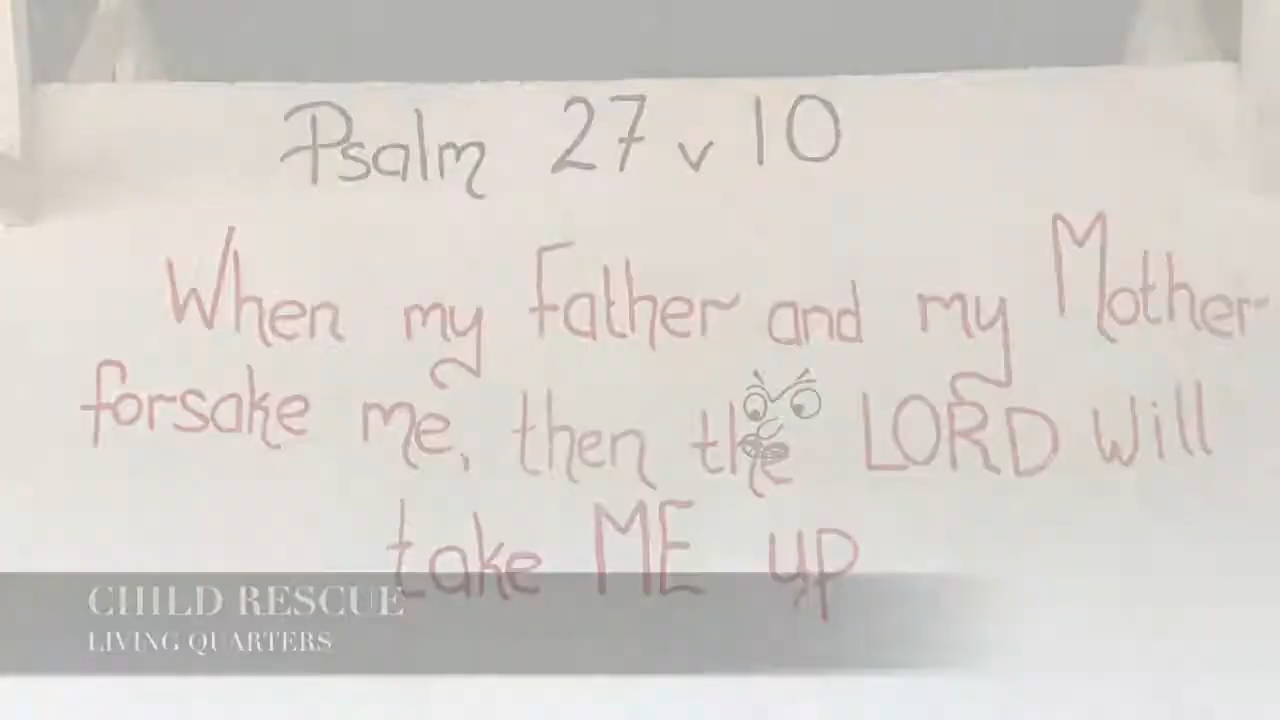 Psalm 27 v 10
When my Father and my Mother
forsake me, then the LORD Will
take ME up
CHILD RESCUE
LIVING QUARTERS